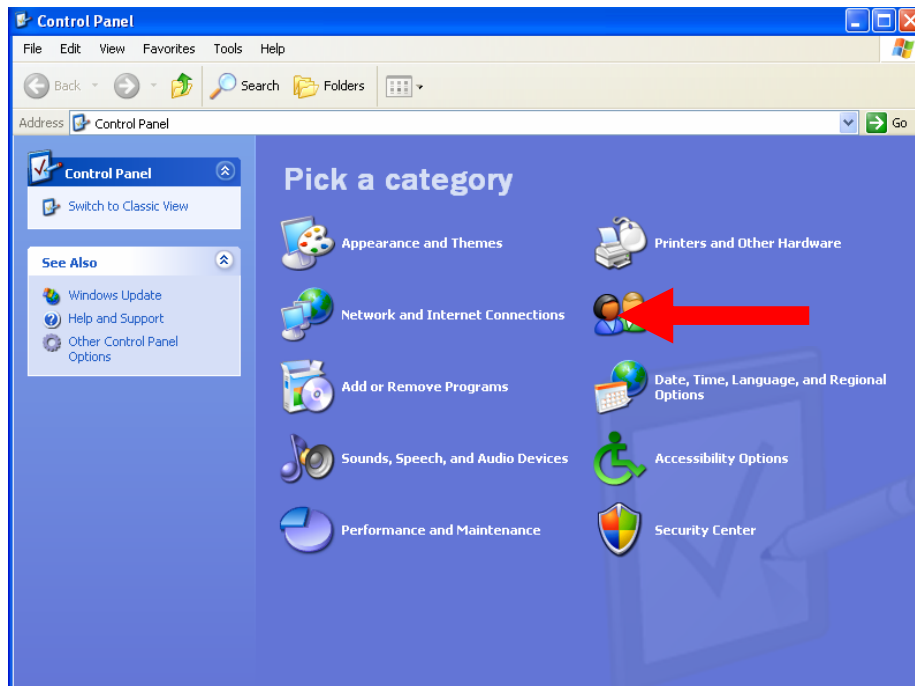 Control Panel
File Edit View Favorites Tools Help
Back Search Folders
Address Control Panel Go
Control Panel
Switch to Classic View
See Also
Windows Update
Help and Support
Other Control Panel
Options
Pick a category
Appearance and Themes
Printers and Other Hardware
Network and Internet Connections
Add or Remove Programs
Date, Time, Language, and Regional
Options
Sounds, Speech, and Audio Devices
Accessibility Options
Performance and Maintenance
Security Center